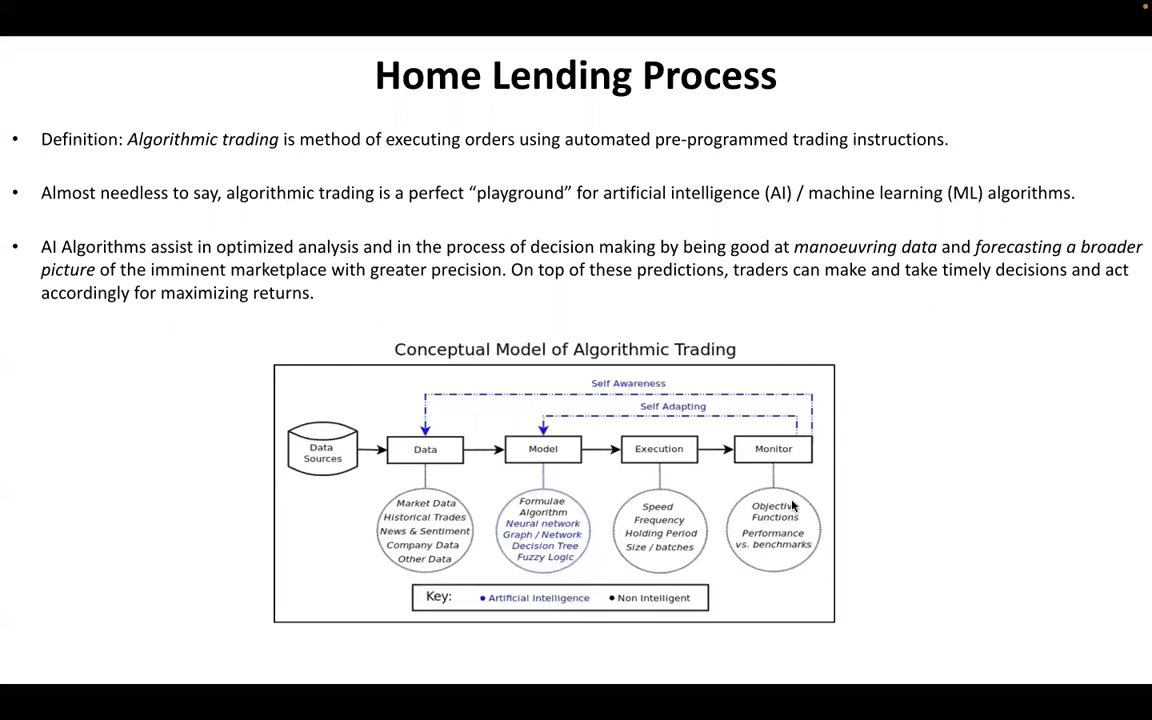 Home Lending Process
• Definition: Algorithmic trading is method of executing orders using automated pre-programmed trading instructions.
• Almost needless to say, algorithmic trading is a perfect “playground” for artificial intelligence (AI) / machine learning (ML) algorithms.
• AI Algorithms assist in optimized analysis and in the process of decision making by being good at manoeuvring data and forecasting a broader
picture of the imminent marketplace with greater precision. On top of these predictions, traders can make and take timely decisions and act
accordingly for maximizing returns.
Conceptual Model of Algorithmic Trading
Self Awareness
Self Adapting
Data
Sources
Data
Model
Execution
Monitor
Market Data
Historical Trades
News & Sentiment
Company Data
Other Data
Formulae
Algorithm
Neural network
Graph / Network
Decision Tree
Fuzzy Logic
Speed
Frequency
Holding Period
Size / batches
Objective
Functions
Performance
vs. benchmarks
Key:
• Artificial Intelligence
• Non Intelligent